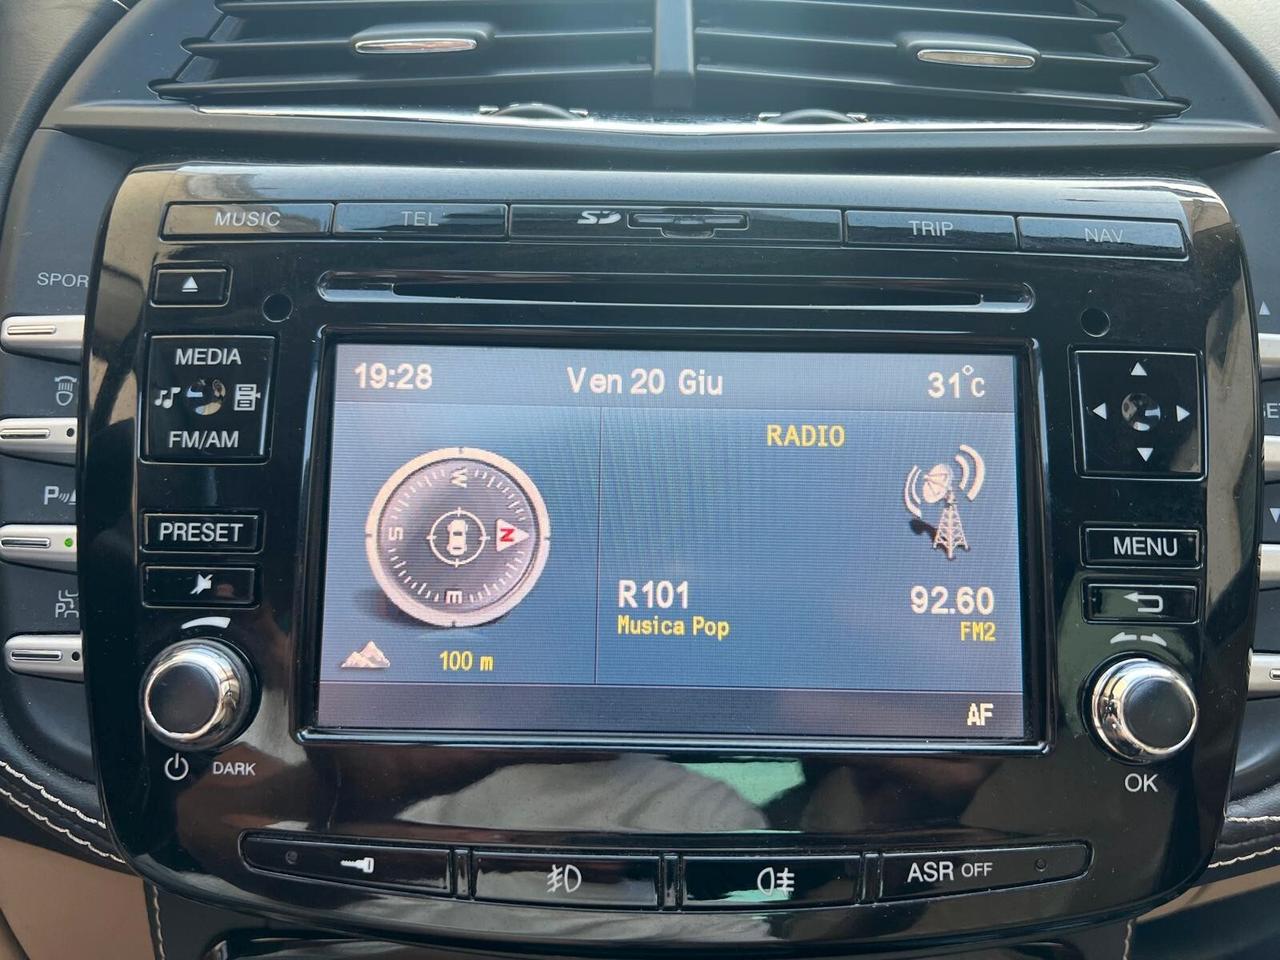 MUSIC TEL SD TRIP NAV
SPOR
MEDIA
FM/AM
19:28 Ven 20 Giu 31°C
RADIO
W
S N
E
P
PRESET
MENU
R101 92.60
Musica Pop FM2
100 m
AF
DARK
OK
ASR OFF